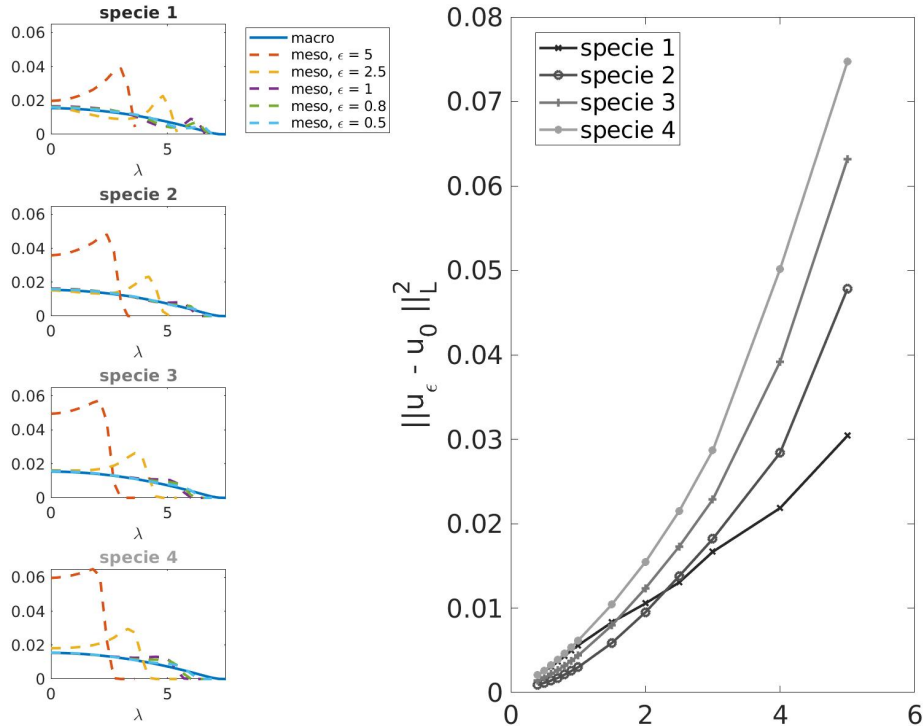 specie 1
0.06
0.04
0.02
0
0 5
λ
macro
meso, ϵ = 5
meso, ϵ = 2.5
meso, ϵ = 1
meso, ϵ = 0.8
meso, ϵ = 0.5
specie 2
0.06
0.04
0.02
0
0 5
λ
specie 3
0.06
0.04
0.02
0
0 5
λ
specie 4
0.06
0.04
0.02
0
0 5
λ
||u_ϵ - u_0 ||_L^2
0.08
0.07
0.06
0.05
0.04
0.03
0.02
0.01
0
0 2 4 6
specie 1
specie 2
specie 3
specie 4